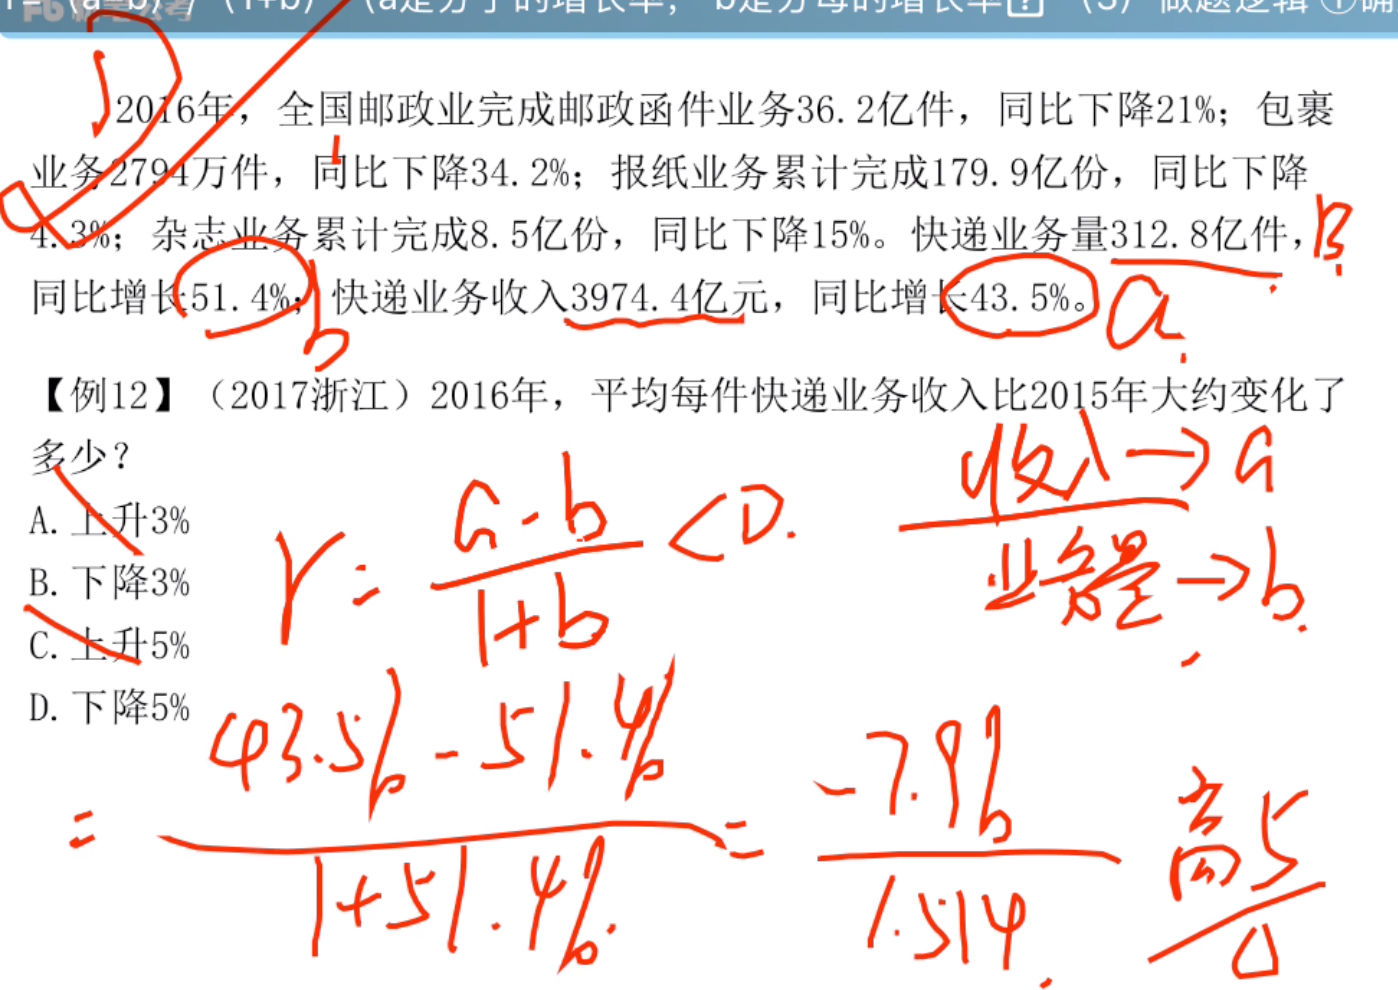 (a-b) / (1+b) (a是分子的增长率, b是分母的增长率 (3) 做题逻辑 ①确
2016年，全国邮政业完成邮政函件业务36.2亿件，同比下降21%；包裹
业务2794万件，同比下降34.2%；报纸业务累计完成179.9亿份，同比下降
4.3%；杂志业务累计完成8.5亿份，同比下降15%。快递业务量312.8亿件， B
同比增长51.4%；快递业务收入3974.4亿元，同比增长43.5%。 a
b
【例12】（2017浙江）2016年，平均每件快递业务收入比2015年大约变化了
多少？
收入→a
业务量→b
A. 上升3%
B. 下降3%
C. 上升5%
D. 下降5%
r = a-b / 1+b < 0.
= 43.5% - 51.4% / 1+51.4% = -7.9% / 1.514